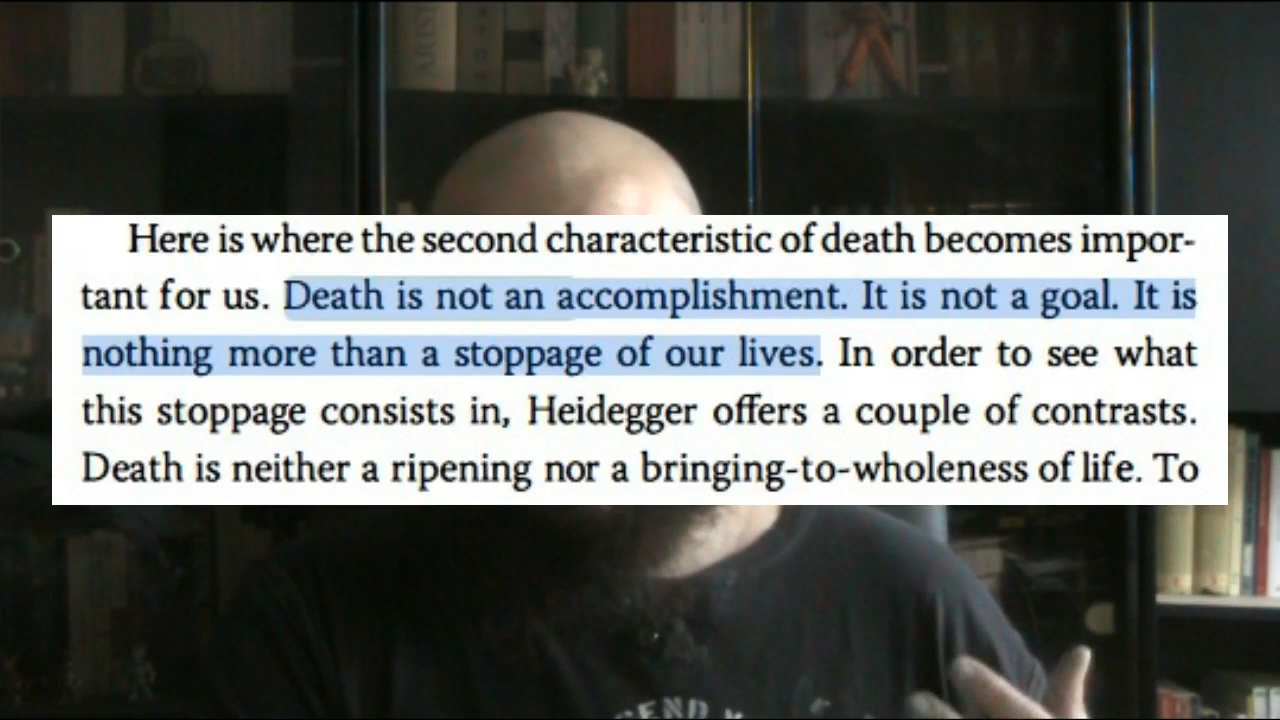 ARIST
Here is where the second characteristic of death becomes impor-
tant for us. Death is not an accomplishment. It is not a goal. It is
nothing more than a stoppage of our lives. In order to see what
this stoppage consists in, Heidegger offers a couple of contrasts.
Death is neither a ripening nor a bringing-to-wholeness of life. To